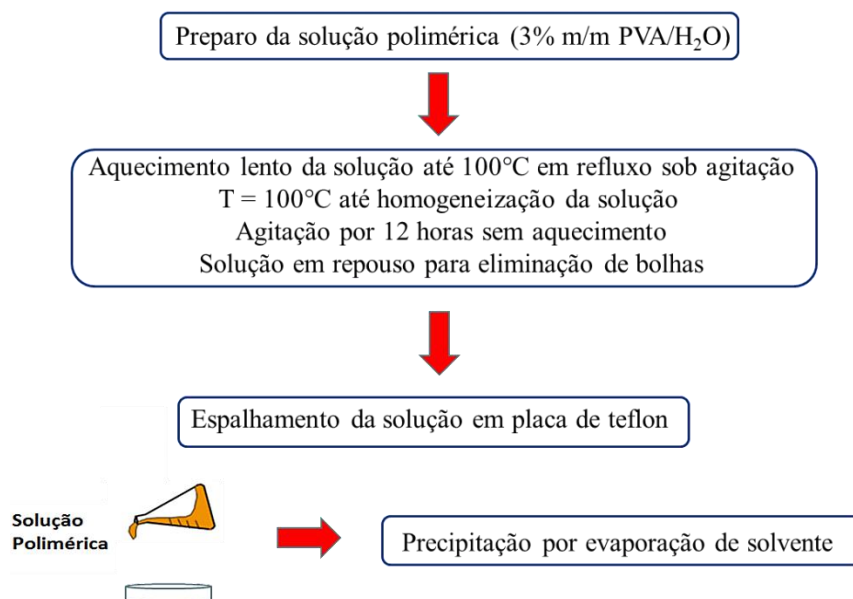 Preparo da solução polimérica (3% m/m PVA/H₂O)
Aquecimento lento da solução até 100°C em refluxo sob agitação
T = 100°C até homogeneização da solução
Agitação por 12 horas sem aquecimento
Solução em repouso para eliminação de bolhas
Espalhamento da solução em placa de teflon
Solução
Polimérica
Precipitação por evaporação de solvente